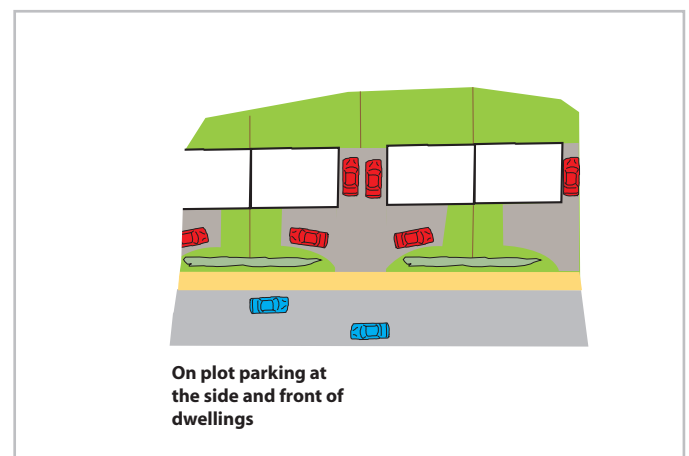 On plot parking at
the side and front of
dwellings